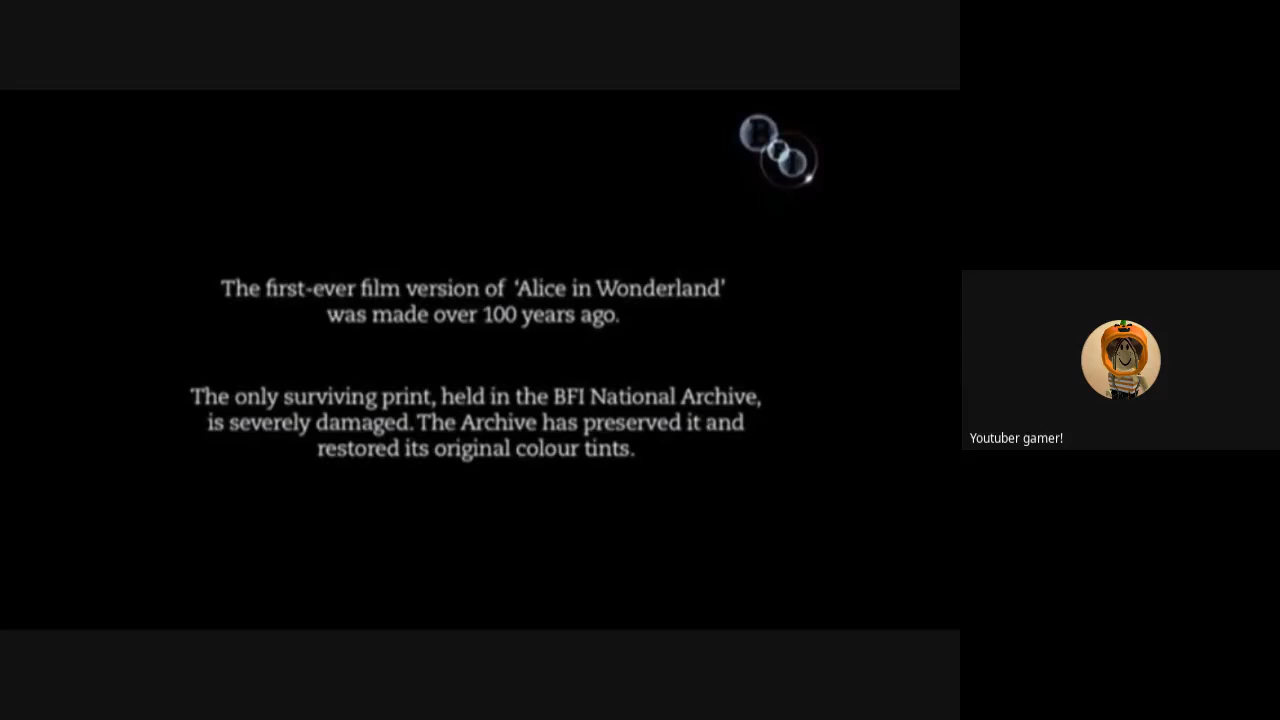 The first-ever film version of ‘Alice in Wonderland’
was made over 100 years ago.
The only surviving print, held in the BFI National Archive,
is severely damaged. The Archive has preserved it and
restored its original colour tints.
Youtuber gamer!